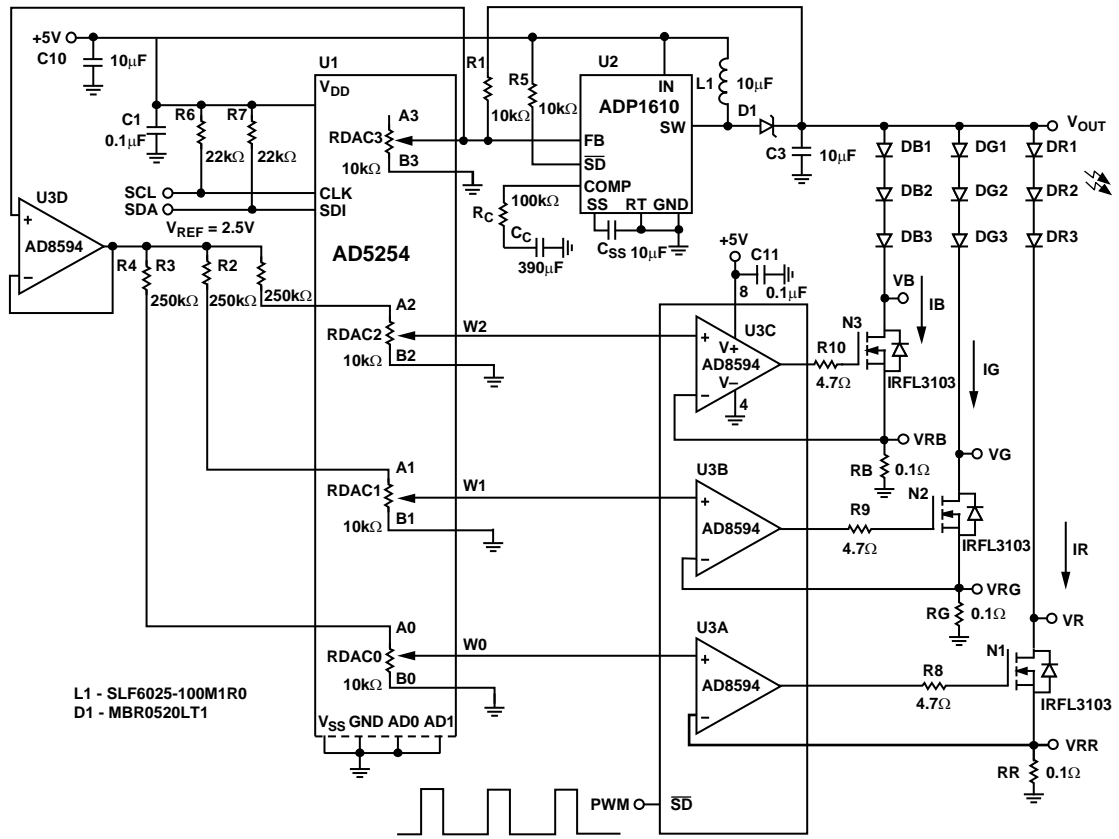 +5V
C10
10μF
C1
0.1μF
R6
R7
22kΩ
22kΩ
SCL
SDA
U3D
+
AD8594
−
VREF = 2.5V
R4
R3
R2
250kΩ
250kΩ
250kΩ
U1
VDD
A3
RDAC3
10kΩ
B3
CLK
SDI
AD5254
A2
RDAC2
10kΩ
B2
W2
A1
RDAC1
10kΩ
B1
W1
A0
RDAC0
10kΩ
B0
W0
VSS GND AD0 AD1
R1
10kΩ
R5
10kΩ
U2
IN
ADP1610
SW
FB
SD
COMP
SS RT GND
100kΩ
RC
CC
390μF
CSS 10μF
L1
10μF
D1
C3
10μF
VOUT
DB1
DG1
DR1
DB2
DG2
DR2
DB3
DG3
DR3
+5V
C11
0.1μF
8
U3C
+
V+
AD8594
V−
−
4
R10
4.7Ω
N3
IRFL3103
VB
IB
IG
VRB
RB
0.1Ω
VG
U3B
+
AD8594
−
R9
4.7Ω
N2
IRFL3103
IR
VRG
RG
0.1Ω
VR
U3A
+
AD8594
−
R8
4.7Ω
N1
IRFL3103
VRR
RR
0.1Ω
L1 - SLF6025-100M1R0
D1 - MBR0520LT1
PWM
SD